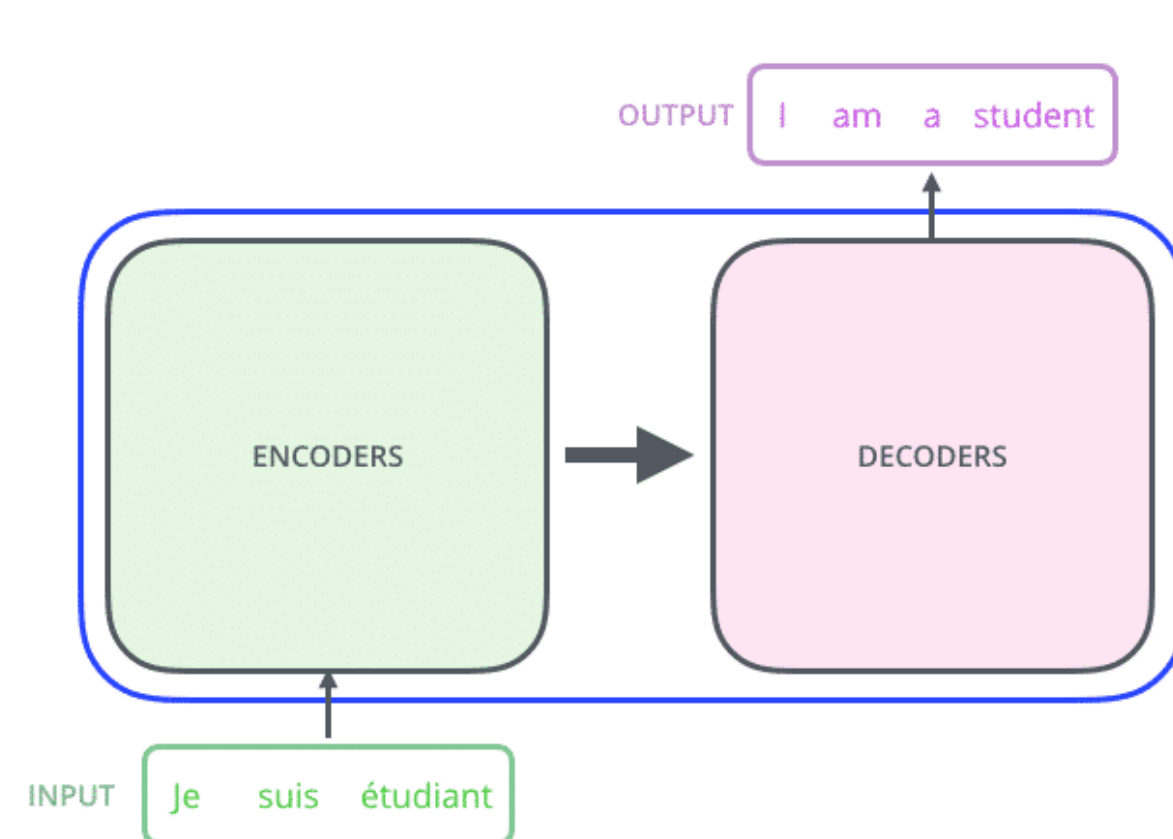 OUTPUT I am a student
ENCODERS DECODERS
INPUT Je suis étudiant